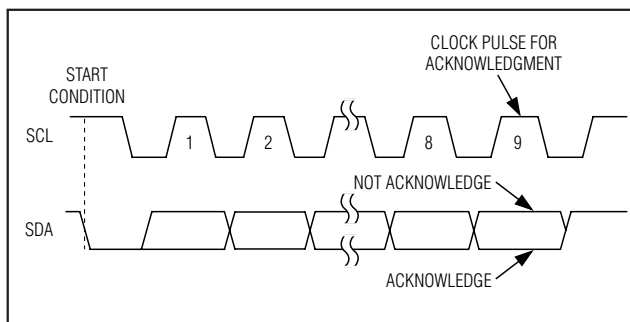 CLOCK PULSE FOR
ACKNOWLEDGMENT
START
CONDITION
SCL
1
2
8
9
NOT ACKNOWLEDGE
SDA
ACKNOWLEDGE